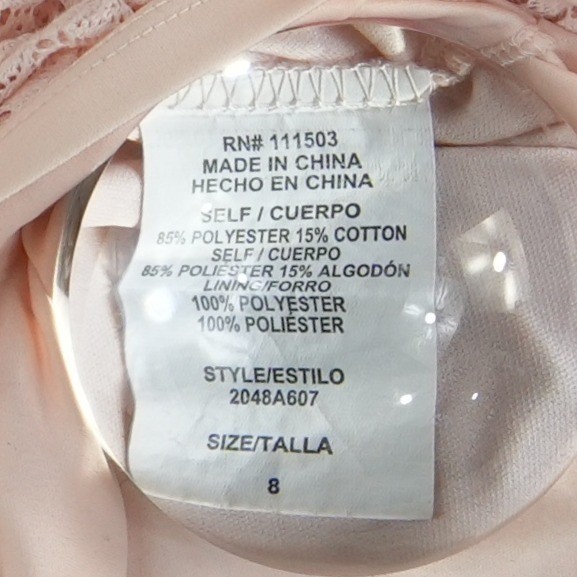 RN# 111503
MADE IN CHINA
HECHO EN CHINA
SELF / CUERPO
85% POLYESTER 15% COTTON
SELF / CUERPO
85% POLIÉSTER 15% ALGODÓN
LINING/FORRO
100% POLYESTER
100% POLIÉSTER
STYLE/ESTILO
2048A607
SIZE/TALLA
8